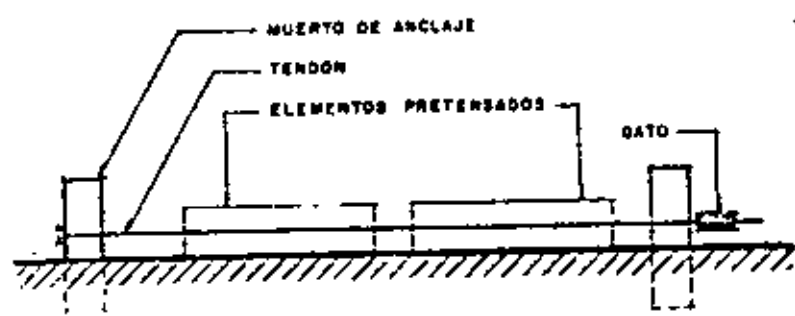 MUERTO DE ANCLAJE
TENDON
ELEMENTOS PRETENSADOS
GATO